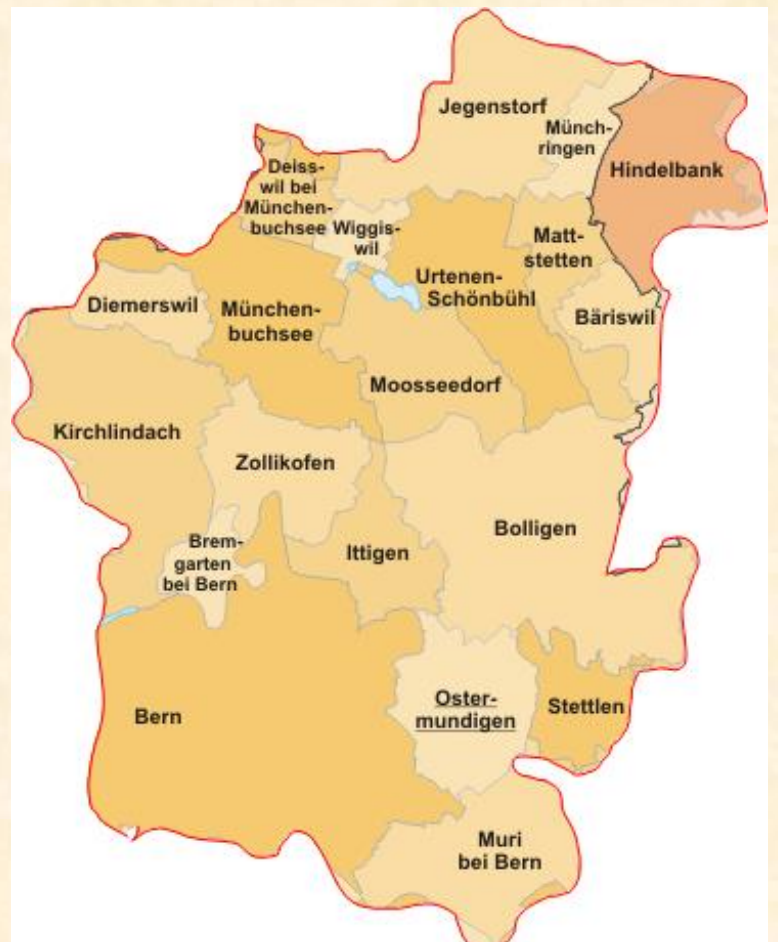 Jegenstorf
Münch-
ringen
Hindelbank
Deiss-
wil bei
München-
buchsee
Wiggis-
wil
Matt-
stetten
Urtenen-
Schönbühl
Diemerswil
München-
buchsee
Bäriswil
Moosseedorf
Kirchlindach
Zollikofen
Bolligen
Brem-
garten
bei Bern
Ittigen
Oster-
mundigen
Stettlen
Bern
Muri
bei Bern